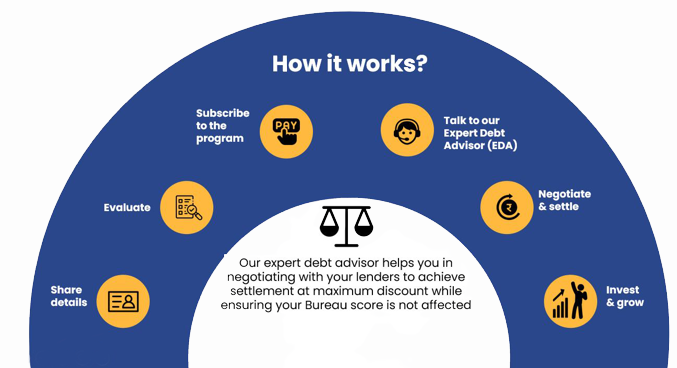 How it works?
Share
details
Evaluate
Subscribe
to the
program
PAY
Talk to our
Expert Debt
Advisor (EDA)
Negotiate
& settle
₹
Invest
& grow
Our expert debt advisor helps you in
negotiating with your lenders to achieve
settlement at maximum discount while
ensuring your Bureau score is not affected